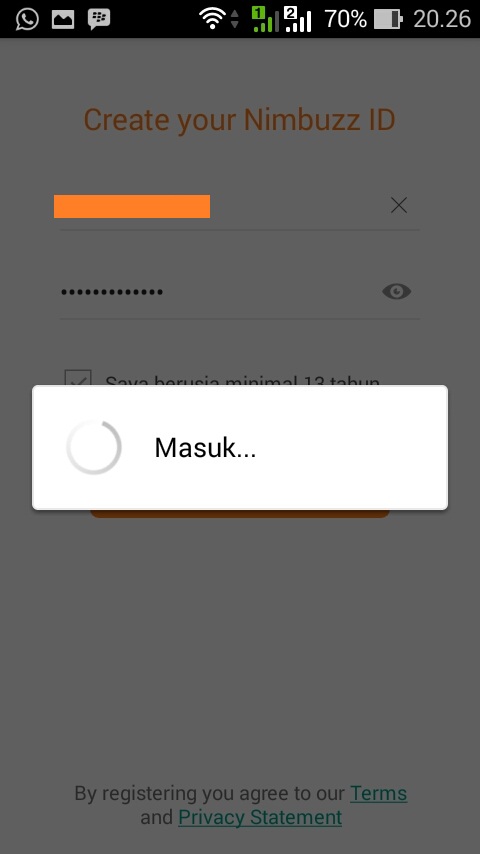 1 2 70% 20.26
Create your Nimbuzz ID
•••••••••••••
Saya berusia minimal 13 tahun
Masuk...
By registering you agree to our Terms
and Privacy Statement